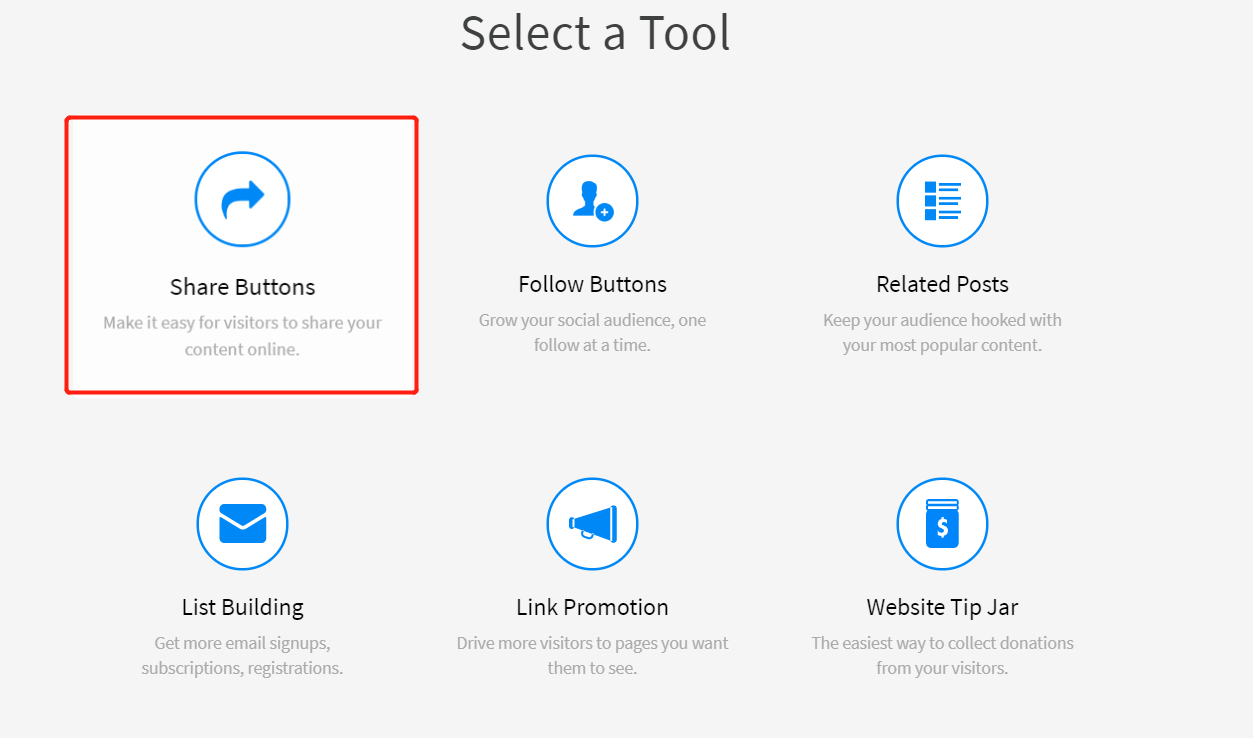 Select a Tool
Share Buttons
Make it easy for visitors to share your
content online.
Follow Buttons
Grow your social audience, one
follow at a time.
Related Posts
Keep your audience hooked with
your most popular content.
$
List Building
Get more email signups,
subscriptions, registrations.
Link Promotion
Drive more visitors to pages you want
them to see.
Website Tip Jar
The easiest way to collect donations
from your visitors.